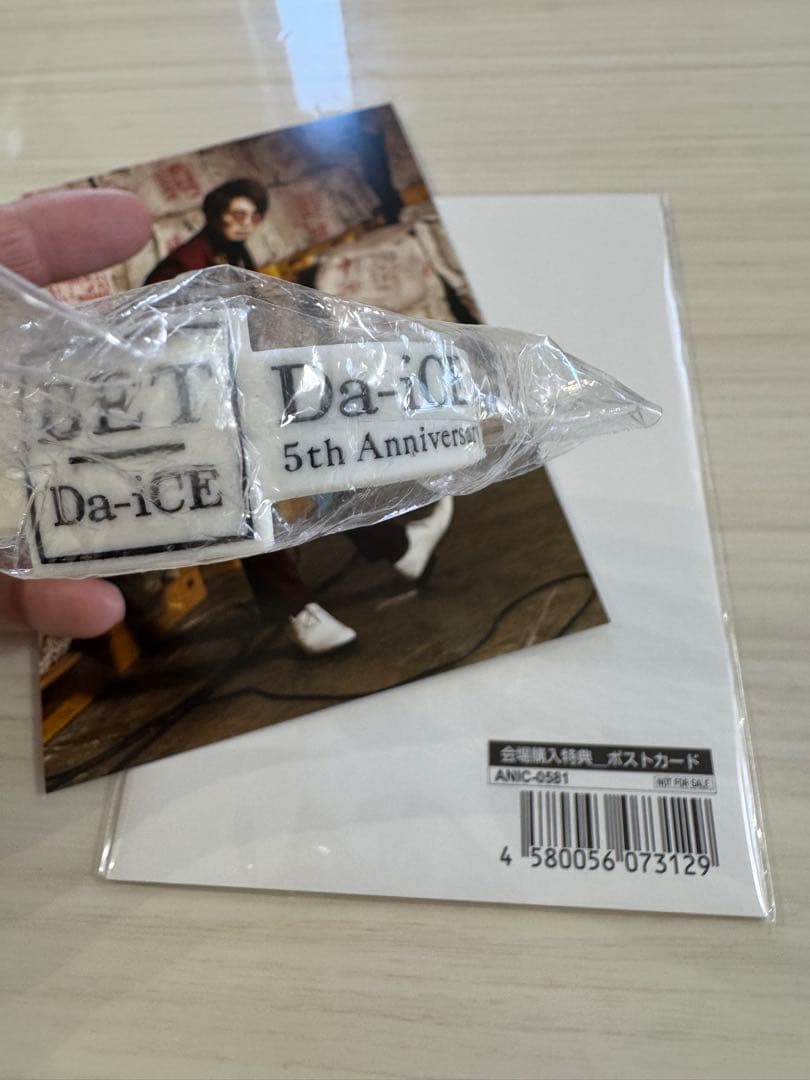 BET
Da-iCE
Da-iCE
5th Anniversary
会場購入特典_ポストカード
ANIC-0581
NOT FOR SALE
4 580056 073129